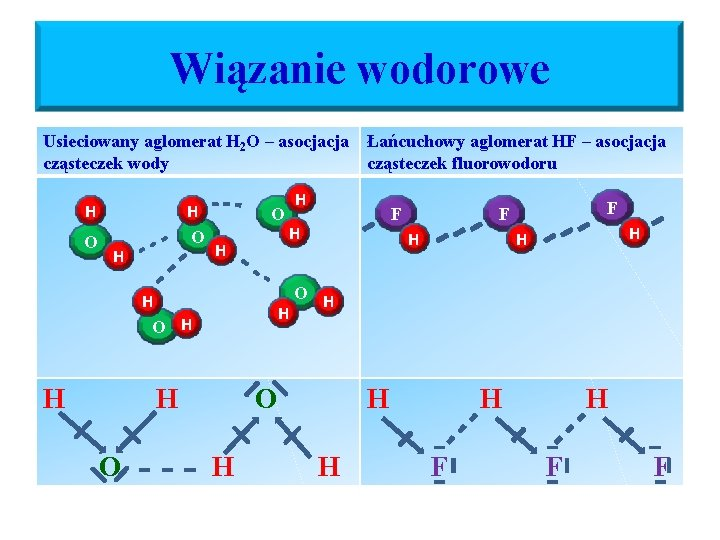 Wiązanie wodorowe
Usieciowany aglomerat H₂O – asocjacja
cząsteczek wody
Łańcuchowy aglomerat HF – asocjacja
cząsteczek fluorowodoru
H H O H
O H O H H
H O H
O H H
F F F
H H H
H H O
O H H
H H H
F F F